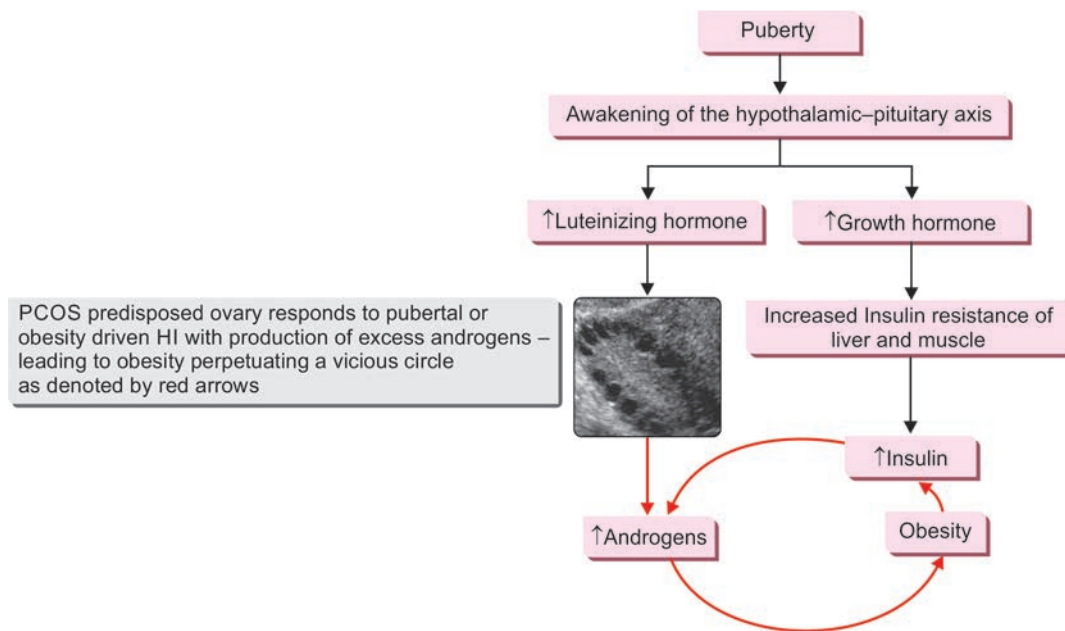 Puberty
Awakening of the hypothalamic–pituitary axis
↑Luteinizing hormone
↑Growth hormone
PCOS predisposed ovary responds to pubertal or
obesity driven HI with production of excess androgens –
leading to obesity perpetuating a vicious circle
as denoted by red arrows
Increased Insulin resistance of
liver and muscle
↑Insulin
↑Androgens
Obesity